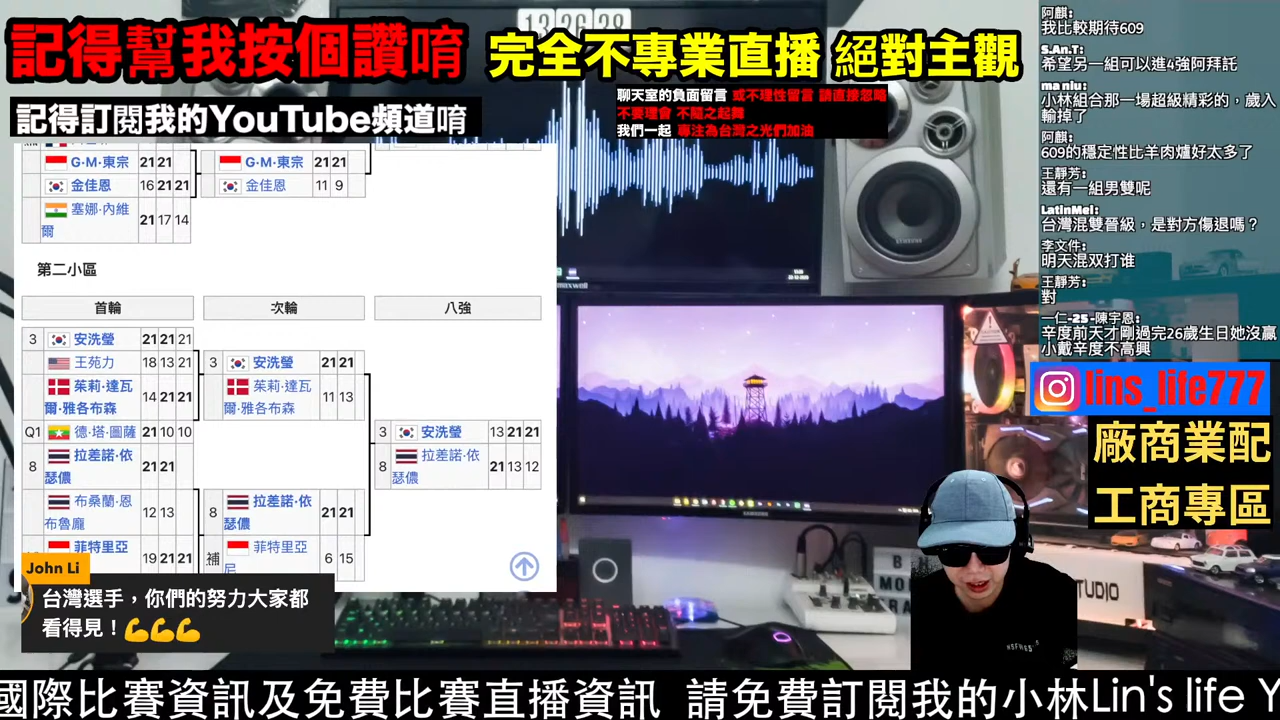 記得幫我按個讚唷
完全不專業直播 絕對主觀
記得訂閱我的YouTube頻道唷
聊天室的負面留言 或不理性留言 請直接忽略
不要理會 不隨之起舞
我們一起 專注為台灣之光們加油
G·M·東宗 21 21
G·M·東宗 21 21
金佳恩 16 21 21
金佳恩 11 9
塞娜·內維
爾 21 17 14
第二小區
首輪 次輪 八強
3 安洗瑩 21 21 21
王苑力 18 13 21
3 安洗瑩 21 21
茱莉·達瓦
爾·雅各布森 14 21 21
茱莉·達瓦
爾·雅各布森 11 13
Q1 德·塔·圖薩 21 10 10
3 安洗瑩 13 21 21
8 拉差諾·依
瑟儂 21 21
8 拉差諾·依
瑟儂 21 13 12
布桑蘭·恩
布魯龐 12 13
8 拉差諾·依
瑟儂 21 21
菲特里亞
19 21 21
補 菲特里亞
尼 6 15
John Li
台灣選手，你們的努力大家都
看得見！💪💪💪
阿麒:
我比較期待609
S.An.T:
希望另一組可以進4強阿拜託
ma niu:
小林組合那一場超級精彩的，歲入
輸掉了
阿麒:
609的穩定性比羊肉爐好太多了
王靜芳:
還有一組男雙呢
LatinMei:
台灣混雙晉級，是對方傷退嗎？
李文件:
明天混双打谁
王靜芳:
對
一仁-25 -陳宇恩:
辛度前天才剛過完26歲生日她沒贏
小戴辛度不高興
lins_life777
廠商業配
工商專區
SAMSUNG
maxwell
SAMSUNG
STUDIO
國際比賽資訊及免費比賽直播資訊 請免費訂閱我的小林Lin's life Y